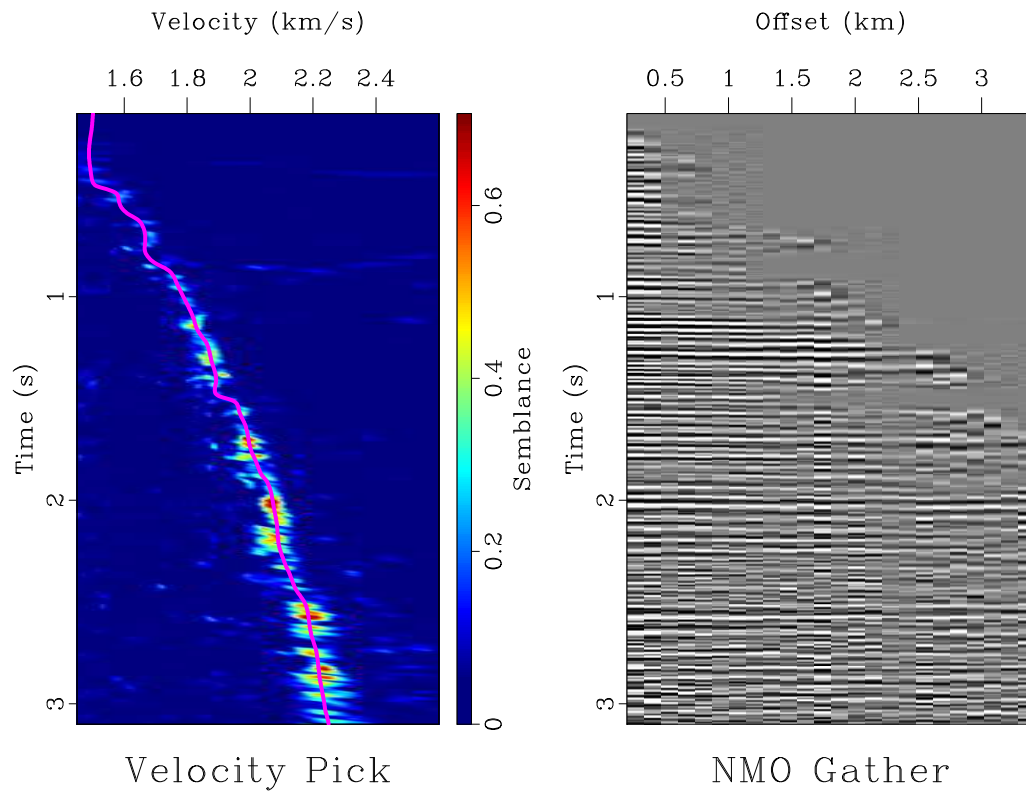 Velocity (km/s)
1.6 1.8 2 2.2 2.4
Time (s)
1
2
3
Semblance
0.6
0.4
0.2
0
Velocity Pick
Offset (km)
0.5 1 1.5 2 2.5 3
Time (s)
1
2
3
NMO Gather